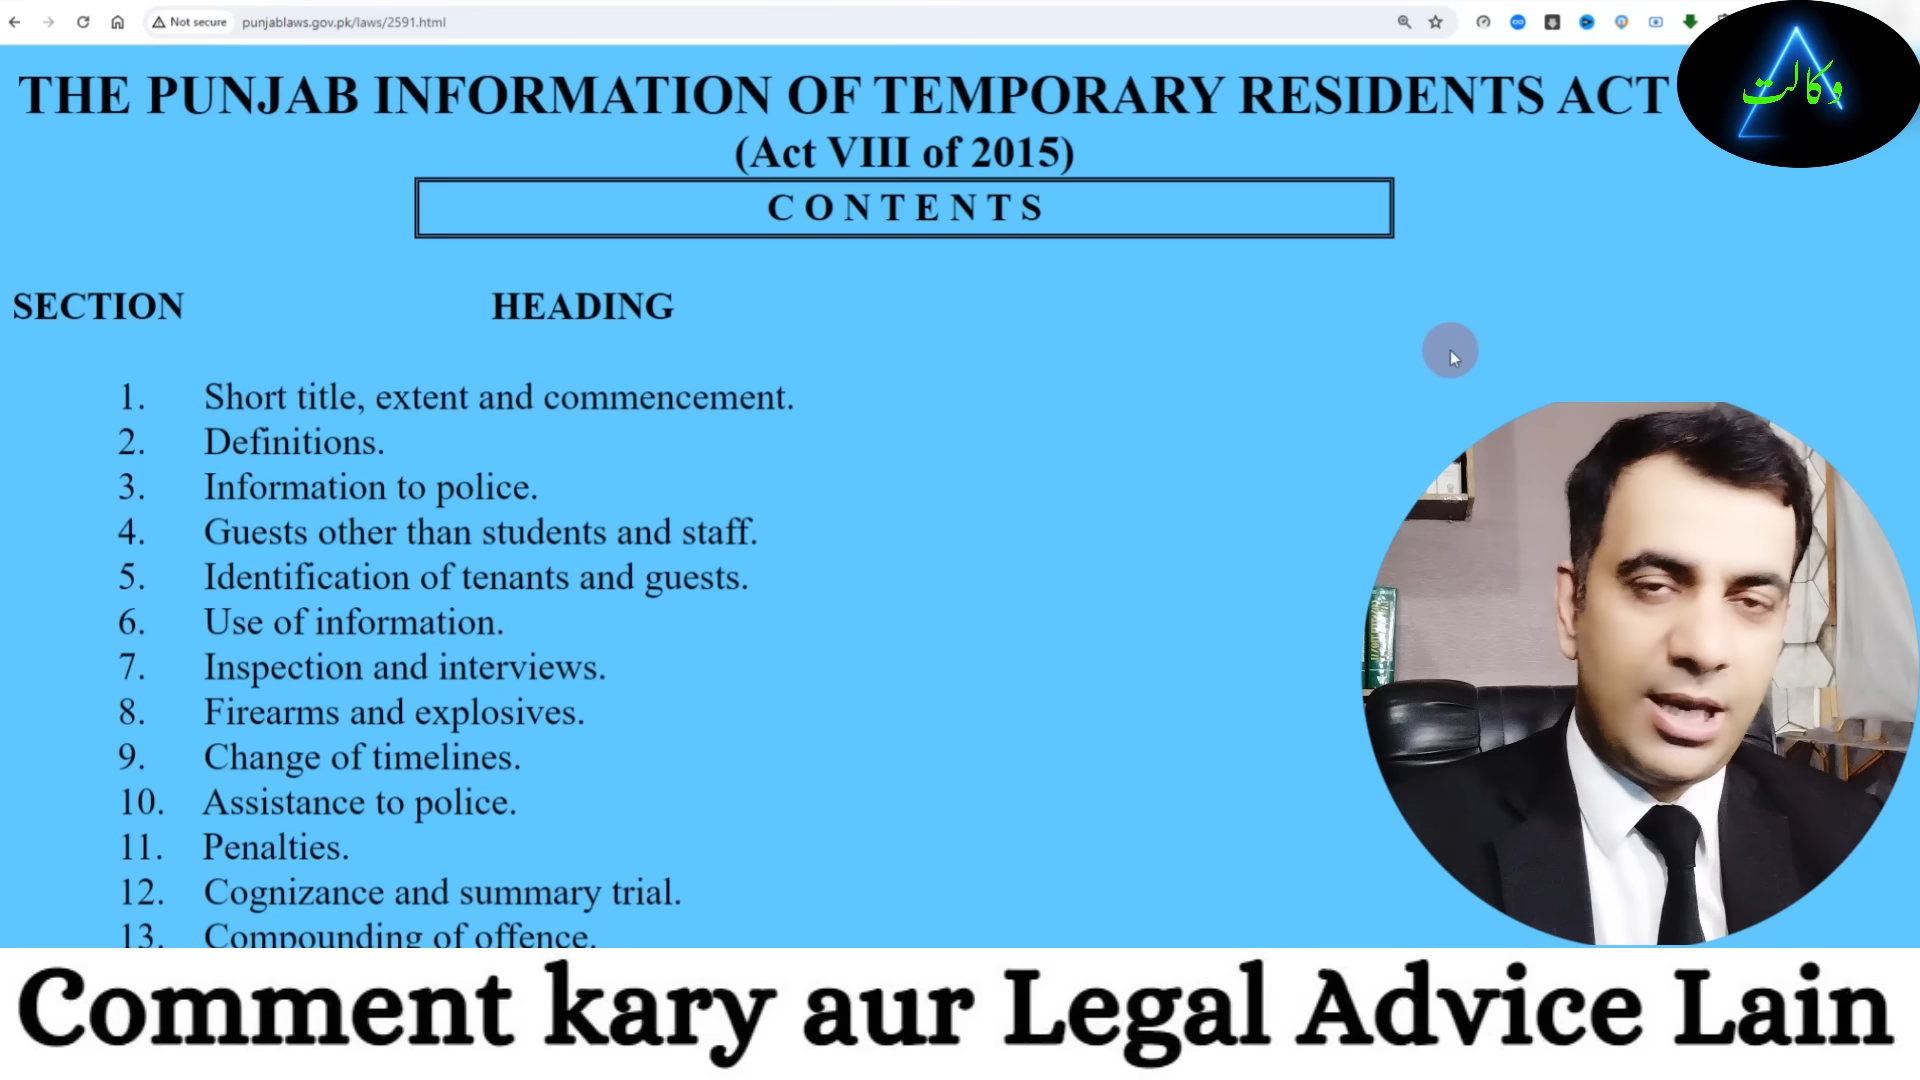 Not secure punjablaws.gov.pk/laws/2591.html
THE PUNJAB INFORMATION OF TEMPORARY RESIDENTS ACT
وکالت
(Act VIII of 2015)
CONTENTS
SECTION HEADING
1. Short title, extent and commencement.
2. Definitions.
3. Information to police.
4. Guests other than students and staff.
5. Identification of tenants and guests.
6. Use of information.
7. Inspection and interviews.
8. Firearms and explosives.
9. Change of timelines.
10. Assistance to police.
11. Penalties.
12. Cognizance and summary trial.
13. Compounding of offence.
Comment kary aur Legal Advice Lain